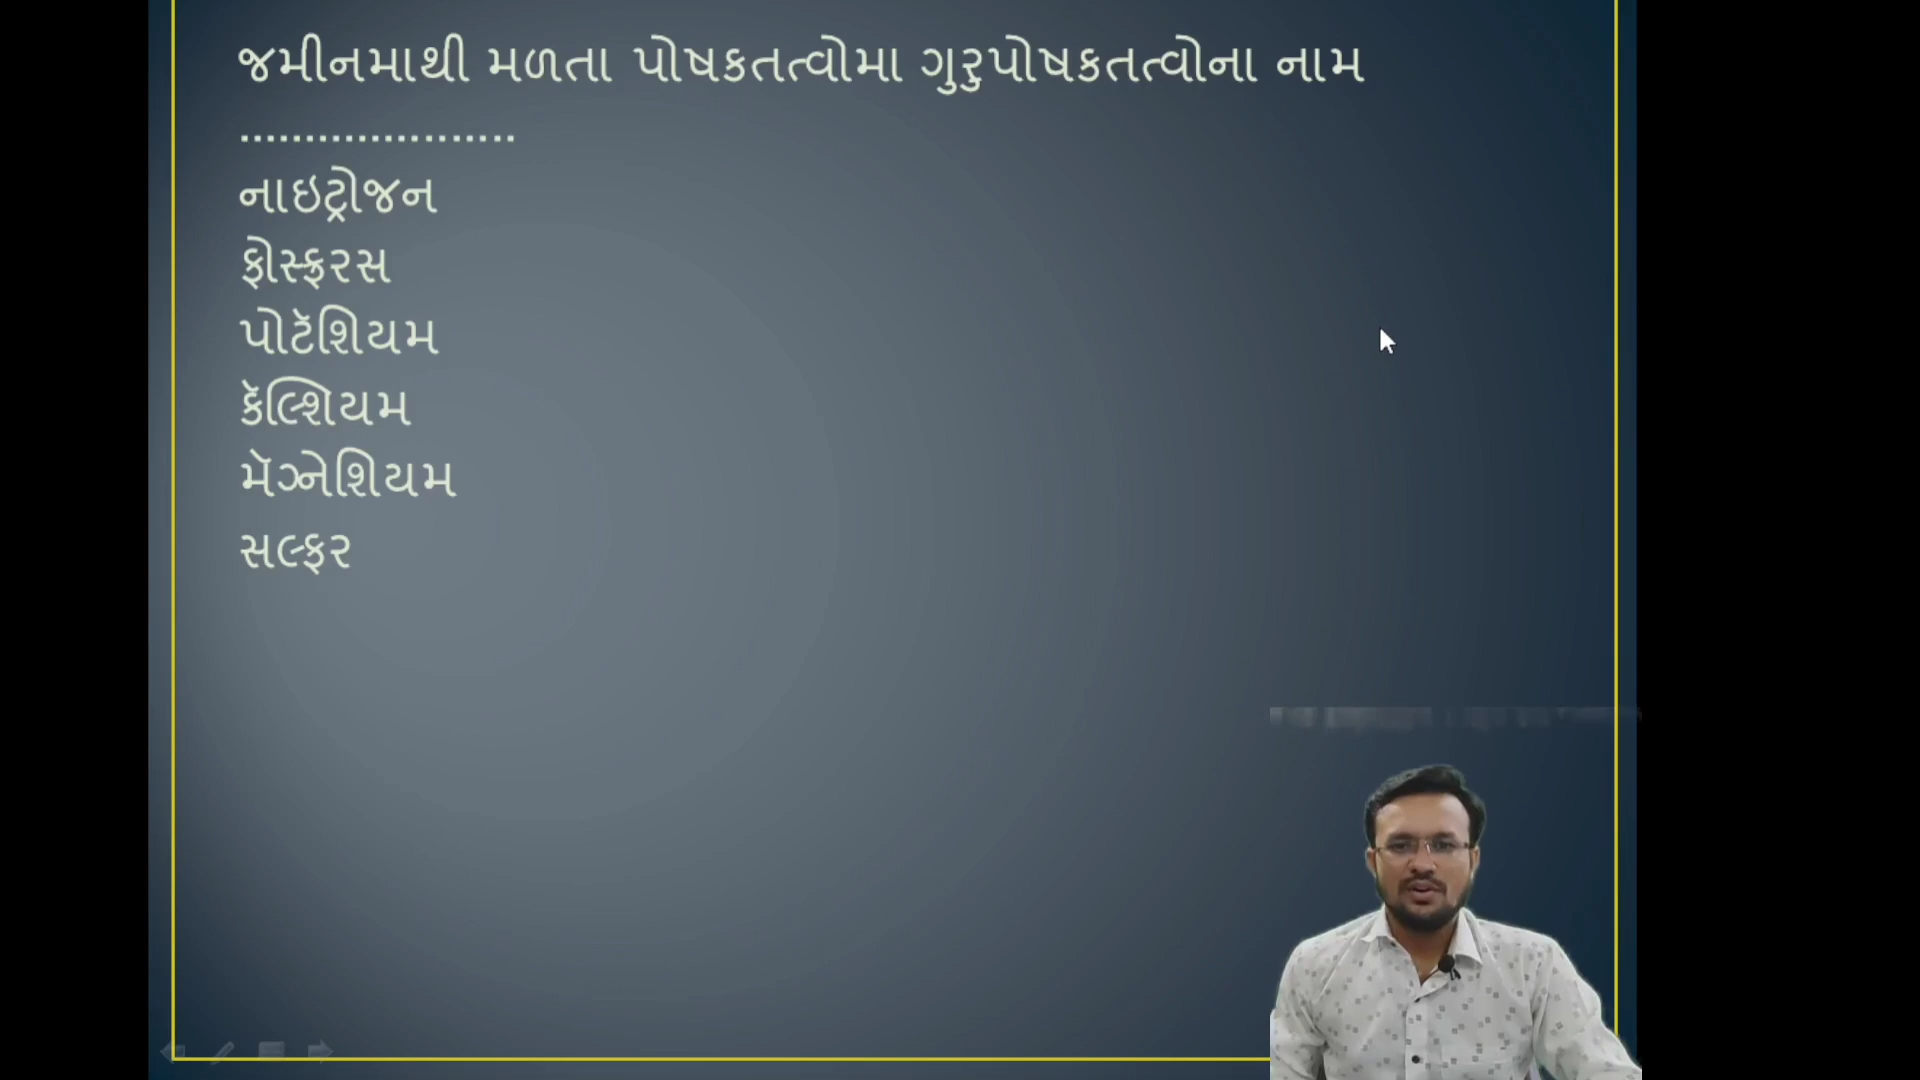 જમીનમાથી મળતા પોષકતત્વોમા ગુરુપોષકતત્વોના નામ
.....................
નાઇટ્રોજન
ફોસ્ફરસ
પોટૅશિયમ
કૅલ્શિયમ
મૅગ્નેશિયમ
સલ્ફર